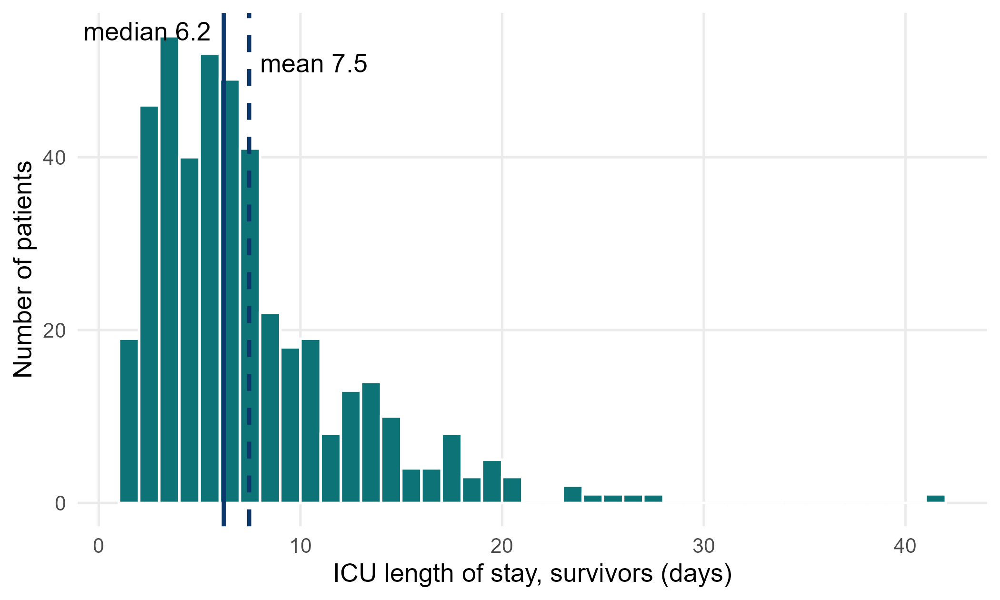 median 6.2
mean 7.5
40
20
0
Number of patients
0 10 20 30 40
ICU length of stay, survivors (days)